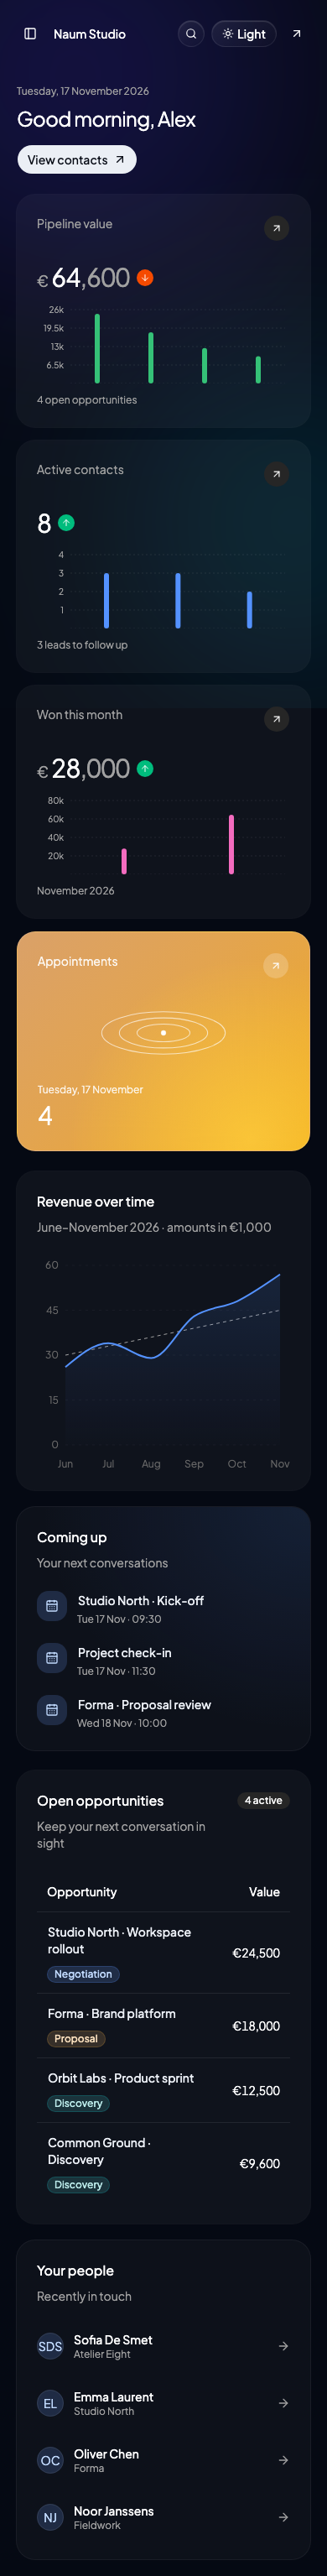 Naum Studio
Light
Tuesday, 17 November 2026
Good morning, Alex
View contacts
Pipeline value
€ 64,600
26k
19.5k
13k
6.5k
4 open opportunities
Active contacts
8
4
3
2
1
3 leads to follow up
Won this month
€ 28,000
80k
60k
40k
20k
November 2026
Appointments
Tuesday, 17 November
4
Revenue over time
June–November 2026 · amounts in €1,000
60
45
30
15
0
Jun Jul Aug Sep Oct Nov
Coming up
Your next conversations
Studio North · Kick-off
Tue 17 Nov · 09:30
Project check-in
Tue 17 Nov · 11:30
Forma · Proposal review
Wed 18 Nov · 10:00
Open opportunities
4 active
Keep your next conversation in
sight
Opportunity Value
Studio North · Workspace
rollout
€24,500
Negotiation
Forma · Brand platform
€18,000
Proposal
Orbit Labs · Product sprint
€12,500
Discovery
Common Ground ·
Discovery
€9,600
Discovery
Your people
Recently in touch
SDS
Sofia De Smet
Atelier Eight
EL
Emma Laurent
Studio North
OC
Oliver Chen
Forma
NJ
Noor Janssens
Fieldwork